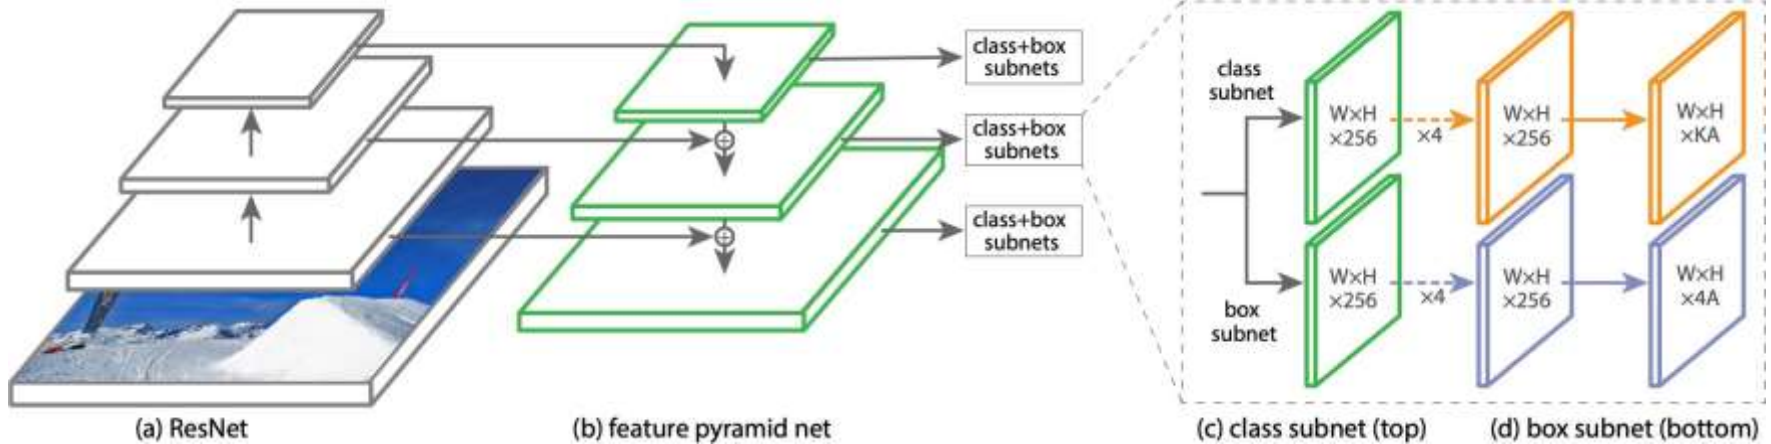 class+box
subnets
class+box
subnets
class+box
subnets
class
subnet
W×H
×256
×4
W×H
×256
W×H
×KA
box
subnet
W×H
×256
×4
W×H
×256
W×H
×4A
(a) ResNet
(b) feature pyramid net
(c) class subnet (top)
(d) box subnet (bottom)